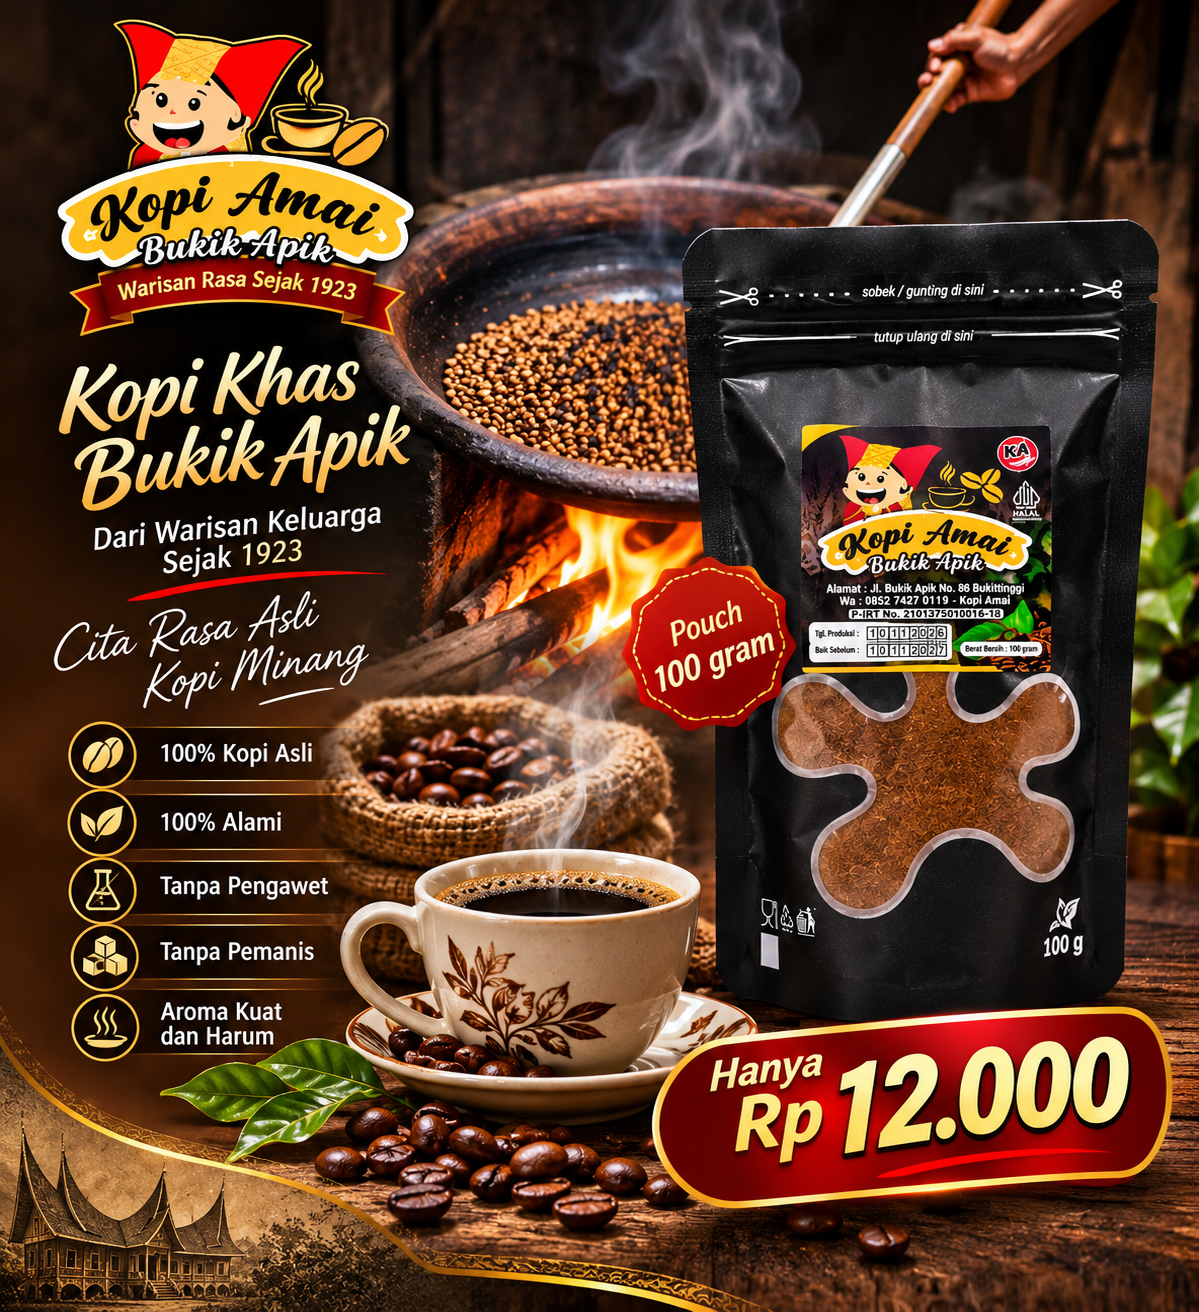 Kopi Amai
Bukik Apik
Warisan Rasa Sejak 1923
Kopi Khas
Bukik Apik
Dari Warisan Keluarga
Sejak 1923
Cita Rasa Asli
Kopi Minang
100% Kopi Asli
100% Alami
Tanpa Pengawet
Tanpa Pemanis
Aroma Kuat
dan Harum
sobek / gunting di sini
tutup ulang di sini
KA
HALAL
Kopi Amai
Bukik Apik
Alamat : Jl. Bukik Apik No. 86 Bukittinggi
Wa : 0852 7427 0119 - Kopi Amai
P-IRT No. 2101375010016-18
Tgl. Produksi : 10112026
Baik Sebelum : 10112027
Berat Bersih : 100 gram
Pouch
100 gram
100 g
Hanya
Rp 12.000